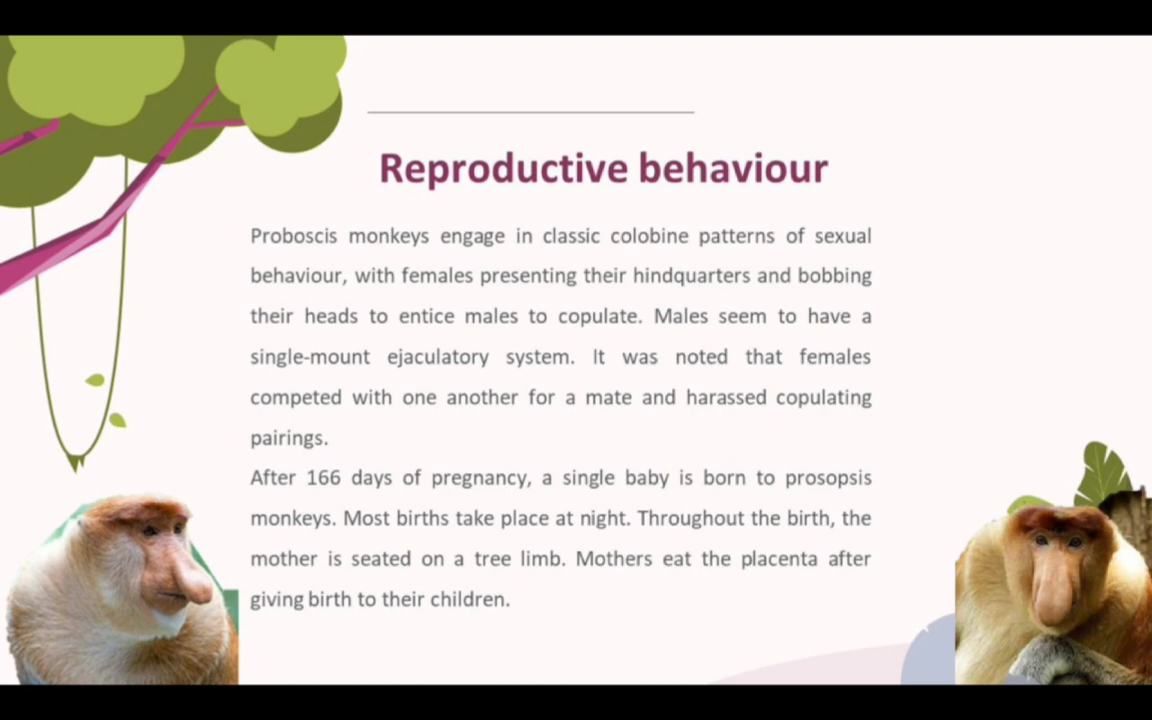 Reproductive behaviour
Proboscis monkeys engage in classic colobine patterns of sexual
behaviour, with females presenting their hindquarters and bobbing
their heads to entice males to copulate. Males seem to have a
single-mount ejaculatory system. It was noted that females
competed with one another for a mate and harassed copulating
pairings.
After 166 days of pregnancy, a single baby is born to prosopsis
monkeys. Most births take place at night. Throughout the birth, the
mother is seated on a tree limb. Mothers eat the placenta after
giving birth to their children.